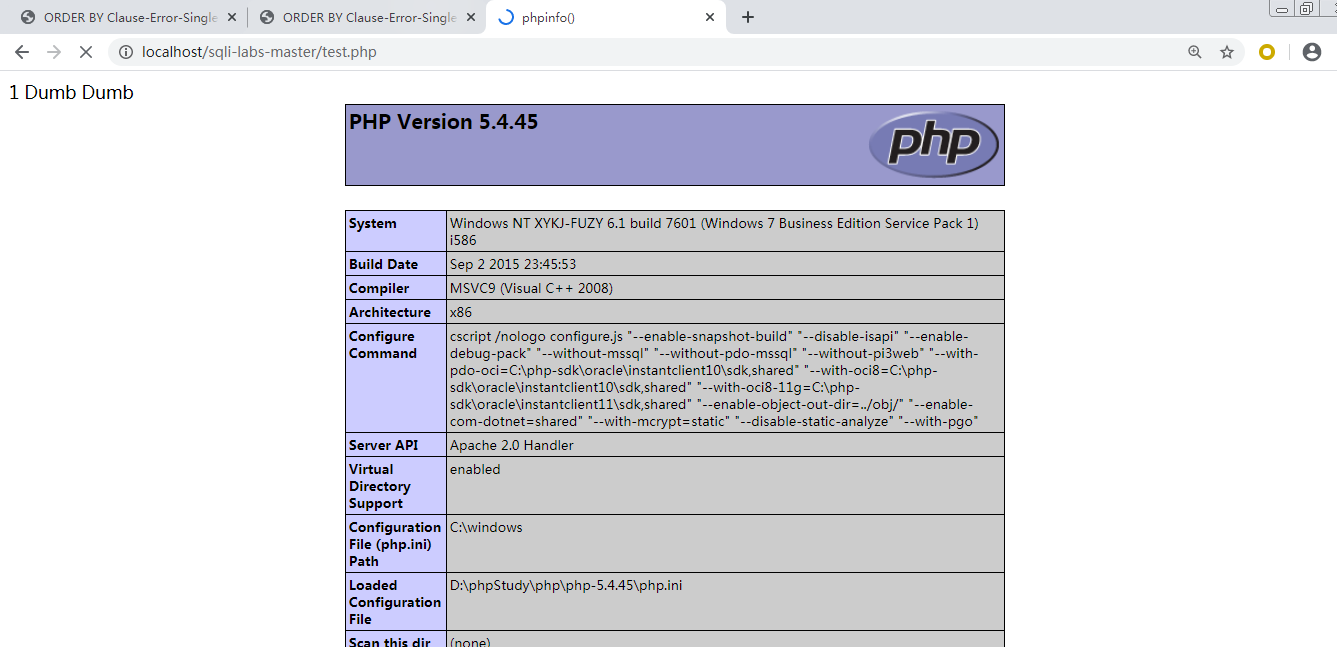 ORDER BY Clause-Error-Single
ORDER BY Clause-Error-Single
phpinfo()
localhost/sqli-labs-master/test.php
1 Dumb Dumb
PHP Version 5.4.45
php
System
Windows NT XYKJ-FUZY 6.1 build 7601 (Windows 7 Business Edition Service Pack 1)
i586
Build Date
Sep 2 2015 23:45:53
Compiler
MSVC9 (Visual C++ 2008)
Architecture
x86
Configure
Command
cscript /nologo configure.js "--enable-snapshot-build" "--disable-isapi" "--enable-
debug-pack" "--without-mssql" "--without-pdo-mssql" "--without-pi3web" "--with-
pdo-oci=C:\php-sdk\oracle\instantclient10\sdk,shared" "--with-oci8=C:\php-
sdk\oracle\instantclient10\sdk,shared" "--with-oci8-11g=C:\php-
sdk\oracle\instantclient11\sdk,shared" "--enable-object-out-dir=../obj/" "--enable-
com-dotnet=shared" "--with-mcrypt=static" "--disable-static-analyze" "--with-pgo"
Server API
Apache 2.0 Handler
Virtual
Directory
Support
enabled
Configuration
File (php.ini)
Path
C:\windows
Loaded
Configuration
File
D:\phpStudy\php\php-5.4.45\php.ini
Scan this dir
(none)